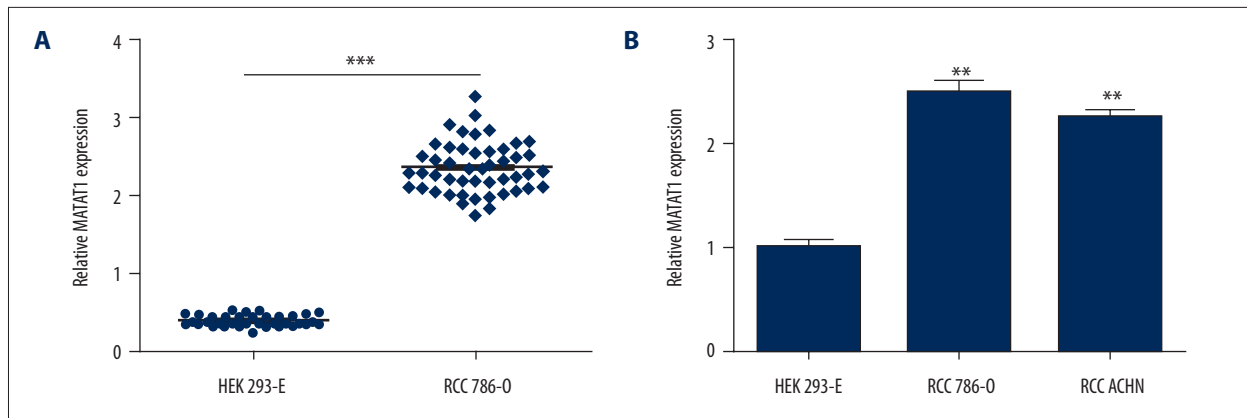 A
Relative MATAT1 expression
4
3
2
1
0
***
HEK 293-E
RCC 786-O
B
Relative MATAT1 expression
3
2
1
0
**
**
HEK 293-E
RCC 786-O
RCC ACHN